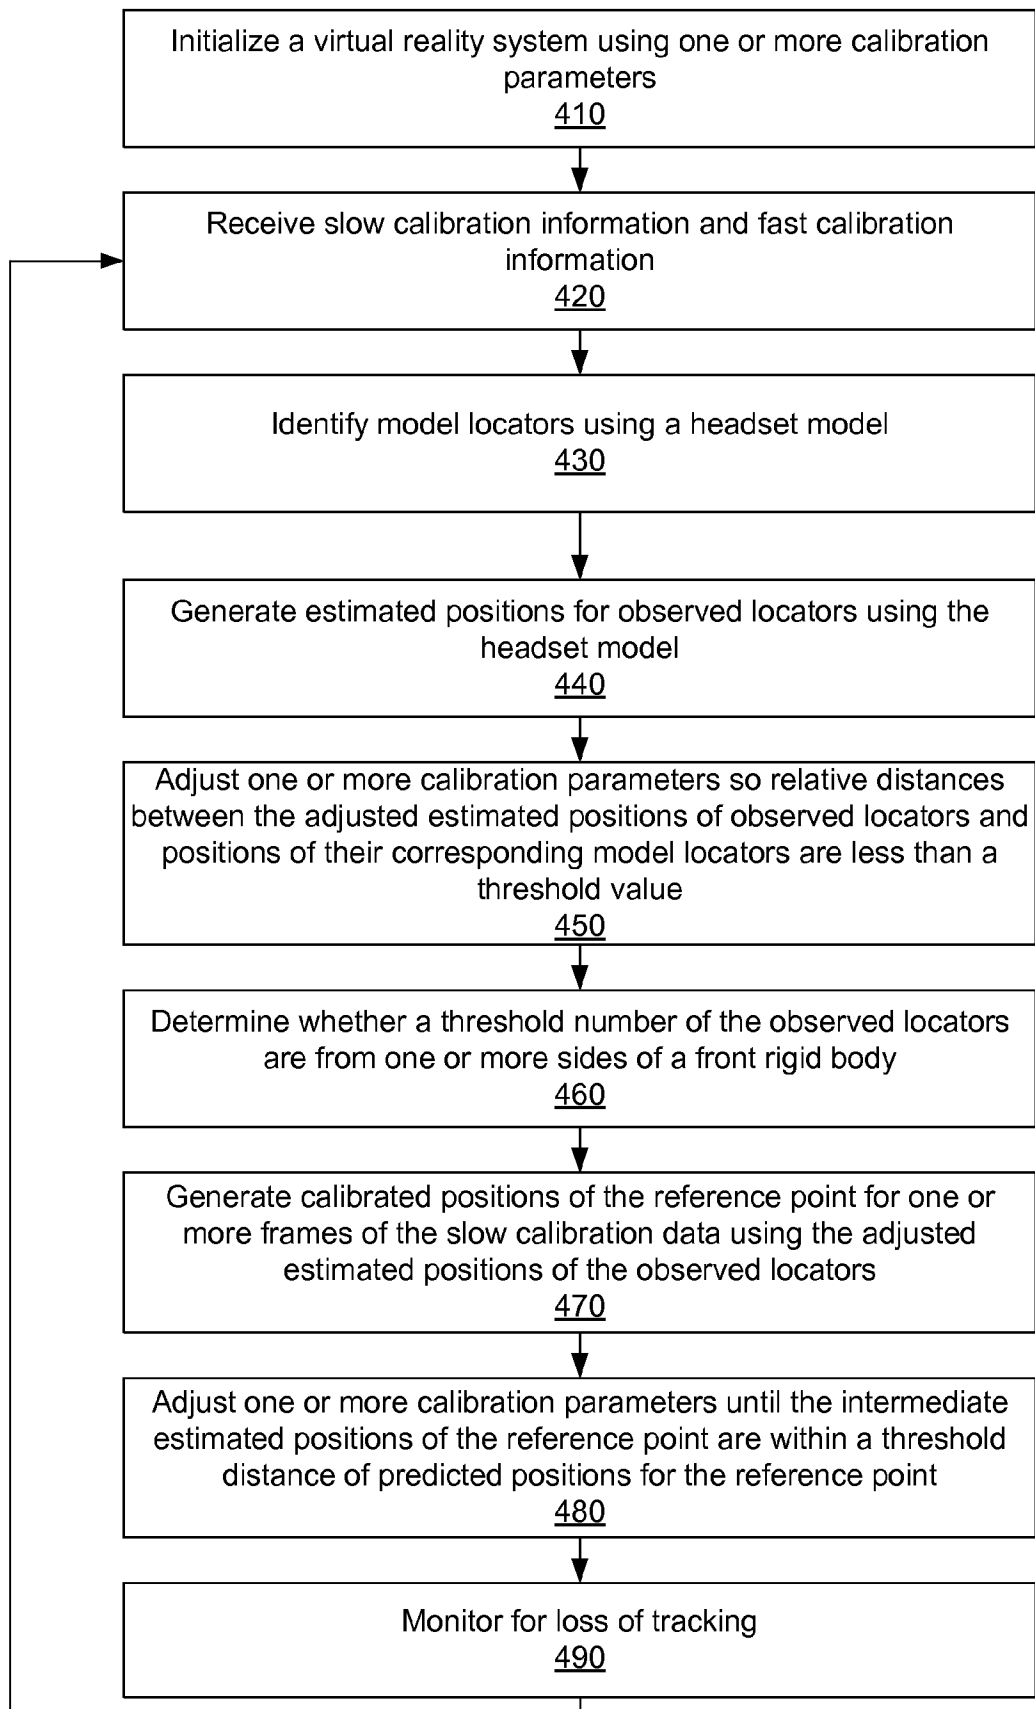 Initialize a virtual reality system using one or more calibration
parameters
410
Receive slow calibration information and fast calibration
information
420
Identify model locators using a headset model
430
Generate estimated positions for observed locators using the
headset model
440
Adjust one or more calibration parameters so relative distances
between the adjusted estimated positions of observed locators and
positions of their corresponding model locators are less than a
threshold value
450
Determine whether a threshold number of the observed locators
are from one or more sides of a front rigid body
460
Generate calibrated positions of the reference point for one or
more frames of the slow calibration data using the adjusted
estimated positions of the observed locators
470
Adjust one or more calibration parameters until the intermediate
estimated positions of the reference point are within a threshold
distance of predicted positions for the reference point
480
Monitor for loss of tracking
490